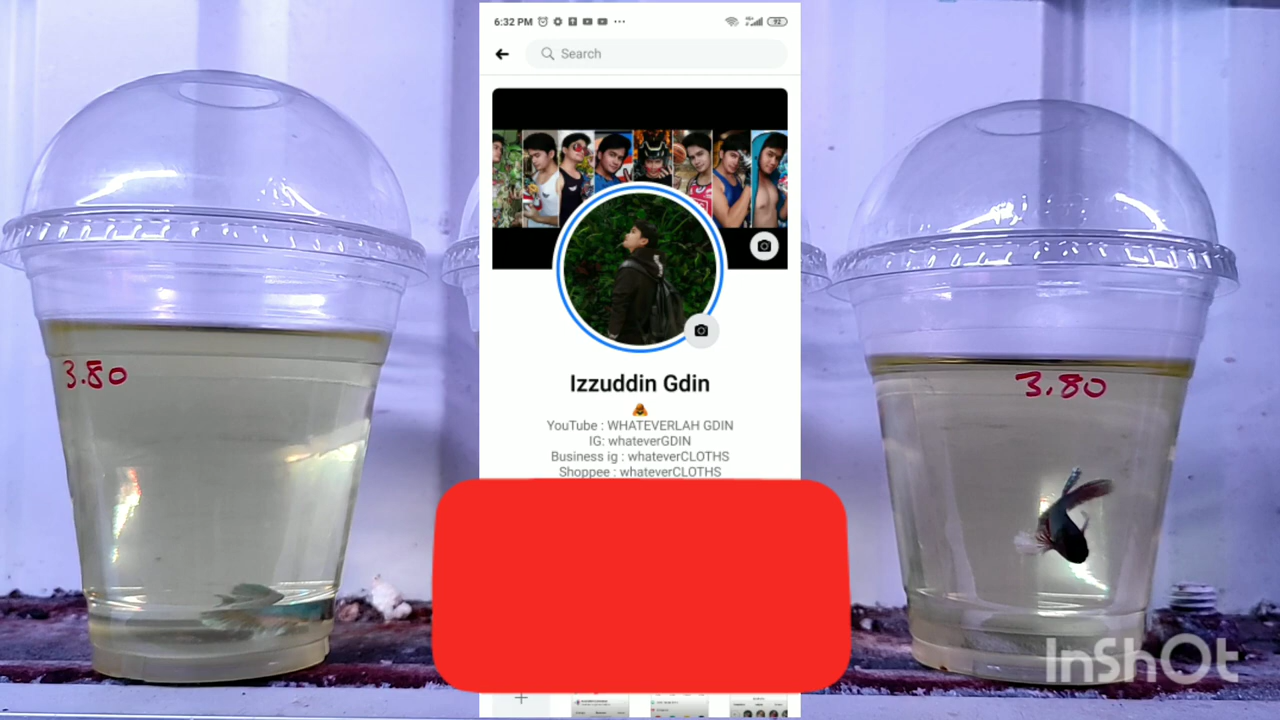 6:32 PM
92
Search
3.80
Izzuddin Gdin
YouTube : WHATEVERLAH GDIN
IG: whateverGDIN
Business ig : whateverCLOTHS
Shoppee : whateverCLOTHS
3.80
InShOt